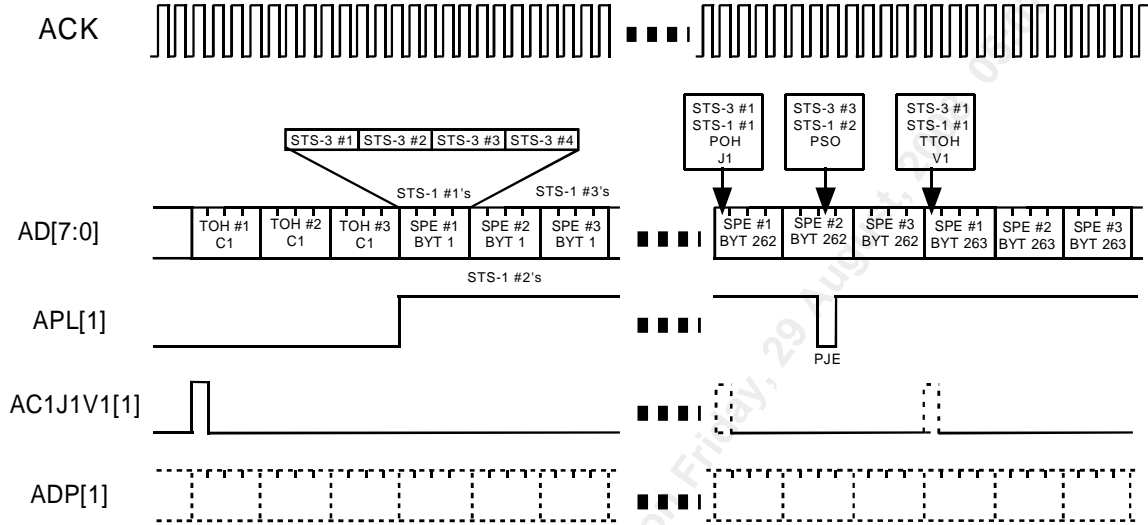 ACK
STS-3 #1 STS-3 #2 STS-3 #3 STS-3 #4
STS-3 #1
STS-1 #1
POH
J1
STS-3 #3
STS-1 #2
PSO
STS-3 #1
STS-1 #1
TTOH
V1
STS-1 #1's
STS-1 #3's
AD[7:0]
TOH #1
C1
TOH #2
C1
TOH #3
C1
SPE #1
BYT 1
SPE #2
BYT 1
SPE #3
BYT 1
SPE #1
BYT 262
SPE #2
BYT 262
SPE #3
BYT 262
SPE #1
BYT 263
SPE #2
BYT 263
SPE #3
BYT 263
STS-1 #2's
APL[1]
PJE
AC1J1V1[1]
ADP[1]
on Friday, 29 August,